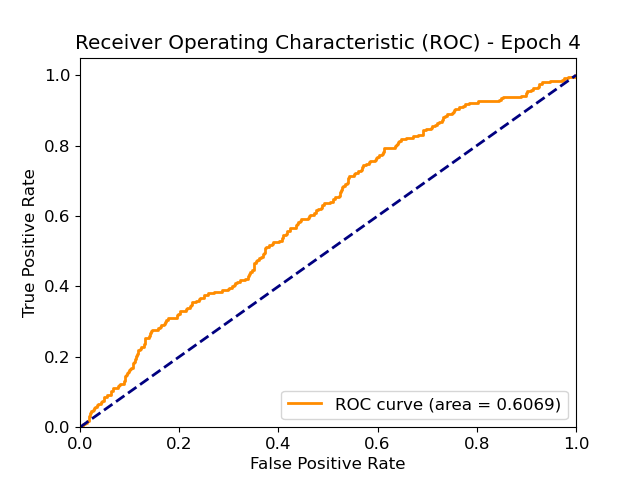 Receiver Operating Characteristic (ROC) - Epoch 4
True Positive Rate
1.0
0.8
0.6
0.4
0.2
0.0
ROC curve (area = 0.6069)
0.0 0.2 0.4 0.6 0.8 1.0
False Positive Rate